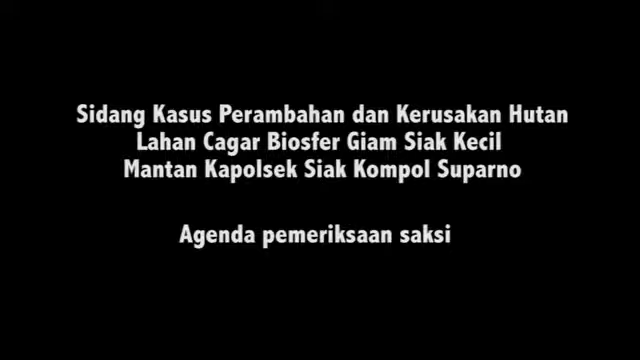 Sidang Kasus Perambahan dan Kerusakan Hutan
Lahan Cagar Biosfer Giam Siak Kecil
Mantan Kapolsek Siak Kompol Suparno
Agenda pemeriksaan saksi